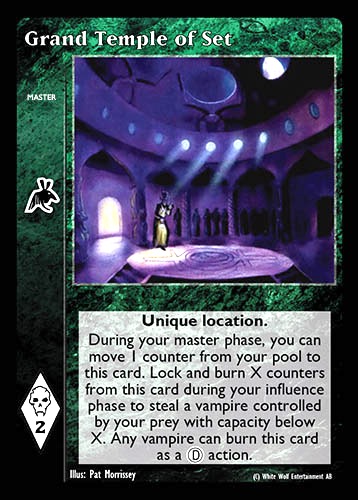 Grand Temple of Set
MASTER
Unique location.
During your master phase, you can
move 1 counter from your pool to
this card. Lock and burn X counters
from this card during your influence
phase to steal a vampire controlled
by your prey with capacity below
X. Any vampire can burn this
card as a Ⓓ action.
2
Illus: Pat Morrissey
(C) White Wolf Entertainment AB